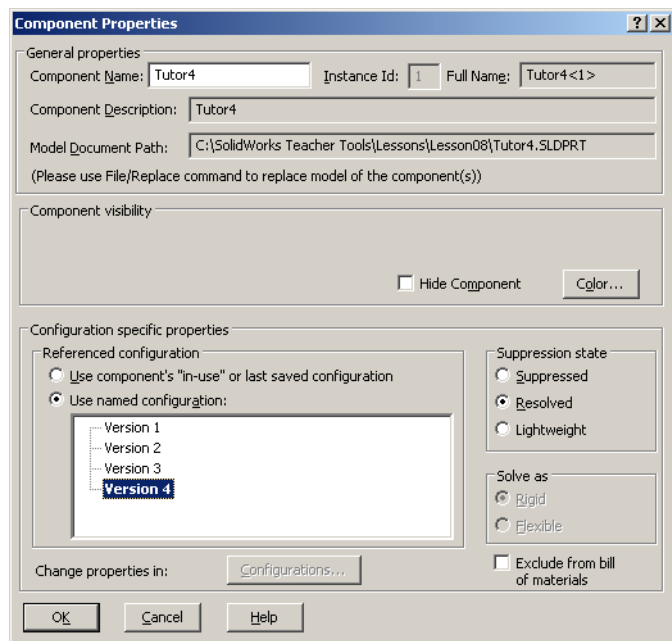 Component Properties
General properties
Component Name: Tutor4 Instance Id: 1 Full Name: Tutor4<1>
Component Description: Tutor4
Model Document Path: C:\SolidWorks Teacher Tools\Lessons\Lesson08\Tutor4.SLDPRT
(Please use File/Replace command to replace model of the component(s))
Component visibility
Hide Component Color...
Configuration specific properties
Referenced configuration
Use component's "in-use" or last saved configuration
Use named configuration:
Version 1
Version 2
Version 3
Version 4
Suppression state
Suppressed
Resolved
Lightweight
Solve as
Rigid
Flexible
Change properties in: Configurations...
Exclude from bill
of materials
OK Cancel Help